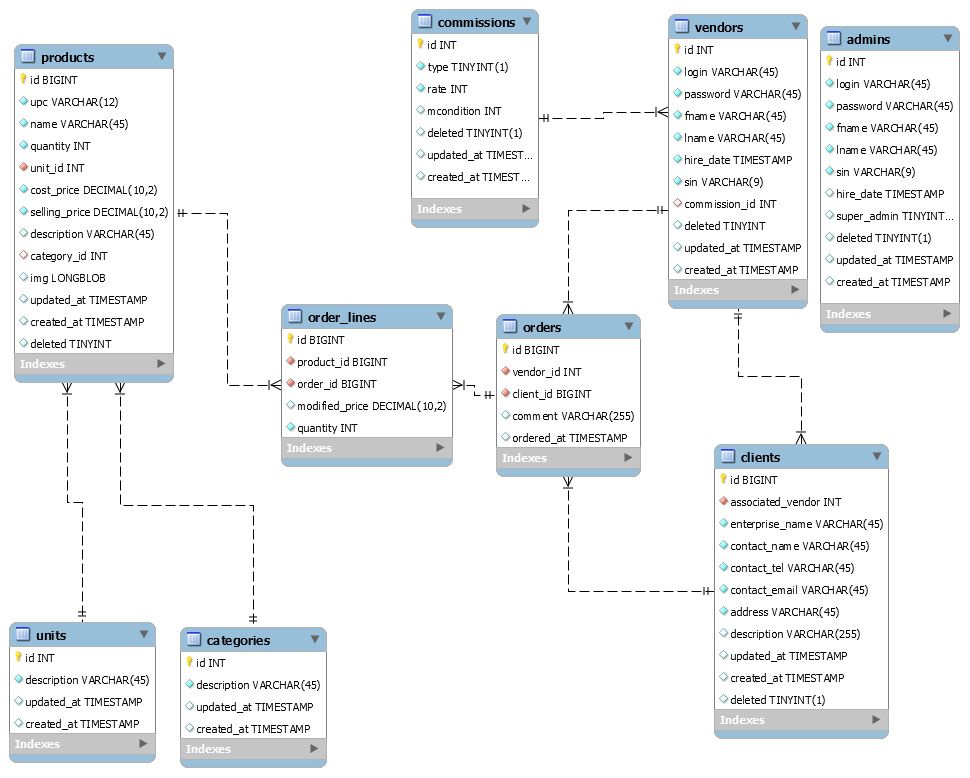 commissions
id INT
type TINYINT(1)
rate INT
mcondition INT
deleted TINYINT(1)
updated_at TIMEST...
created_at TIMEST...
Indexes
vendors
id INT
login VARCHAR(45)
password VARCHAR(45)
fname VARCHAR(45)
lname VARCHAR(45)
hire_date TIMESTAMP
sin VARCHAR(9)
commission_id INT
deleted TINYINT
updated_at TIMESTAMP
created_at TIMESTAMP
Indexes
admins
id INT
login VARCHAR(45)
password VARCHAR(45)
fname VARCHAR(45)
lname VARCHAR(45)
sin VARCHAR(9)
hire_date TIMESTAMP
super_admin TINYINT...
deleted TINYINT(1)
updated_at TIMESTAMP
created_at TIMESTAMP
Indexes
products
id BIGINT
upc VARCHAR(12)
name VARCHAR(45)
quantity INT
unit_id INT
cost_price DECIMAL(10,2)
selling_price DECIMAL(10,2)
description VARCHAR(45)
category_id INT
img LONGBLOB
updated_at TIMESTAMP
created_at TIMESTAMP
deleted TINYINT
Indexes
order_lines
id BIGINT
product_id BIGINT
order_id BIGINT
modified_price DECIMAL(10,2)
quantity INT
Indexes
orders
id BIGINT
vendor_id INT
client_id BIGINT
comment VARCHAR(255)
ordered_at TIMESTAMP
Indexes
clients
id BIGINT
associated_vendor INT
enterprise_name VARCHAR(45)
contact_name VARCHAR(45)
contact_tel VARCHAR(45)
contact_email VARCHAR(45)
address VARCHAR(45)
description VARCHAR(255)
updated_at TIMESTAMP
created_at TIMESTAMP
deleted TINYINT(1)
Indexes
units
id INT
description VARCHAR(45)
updated_at TIMESTAMP
created_at TIMESTAMP
Indexes
categories
id INT
description VARCHAR(45)
updated_at TIMESTAMP
created_at TIMESTAMP
Indexes